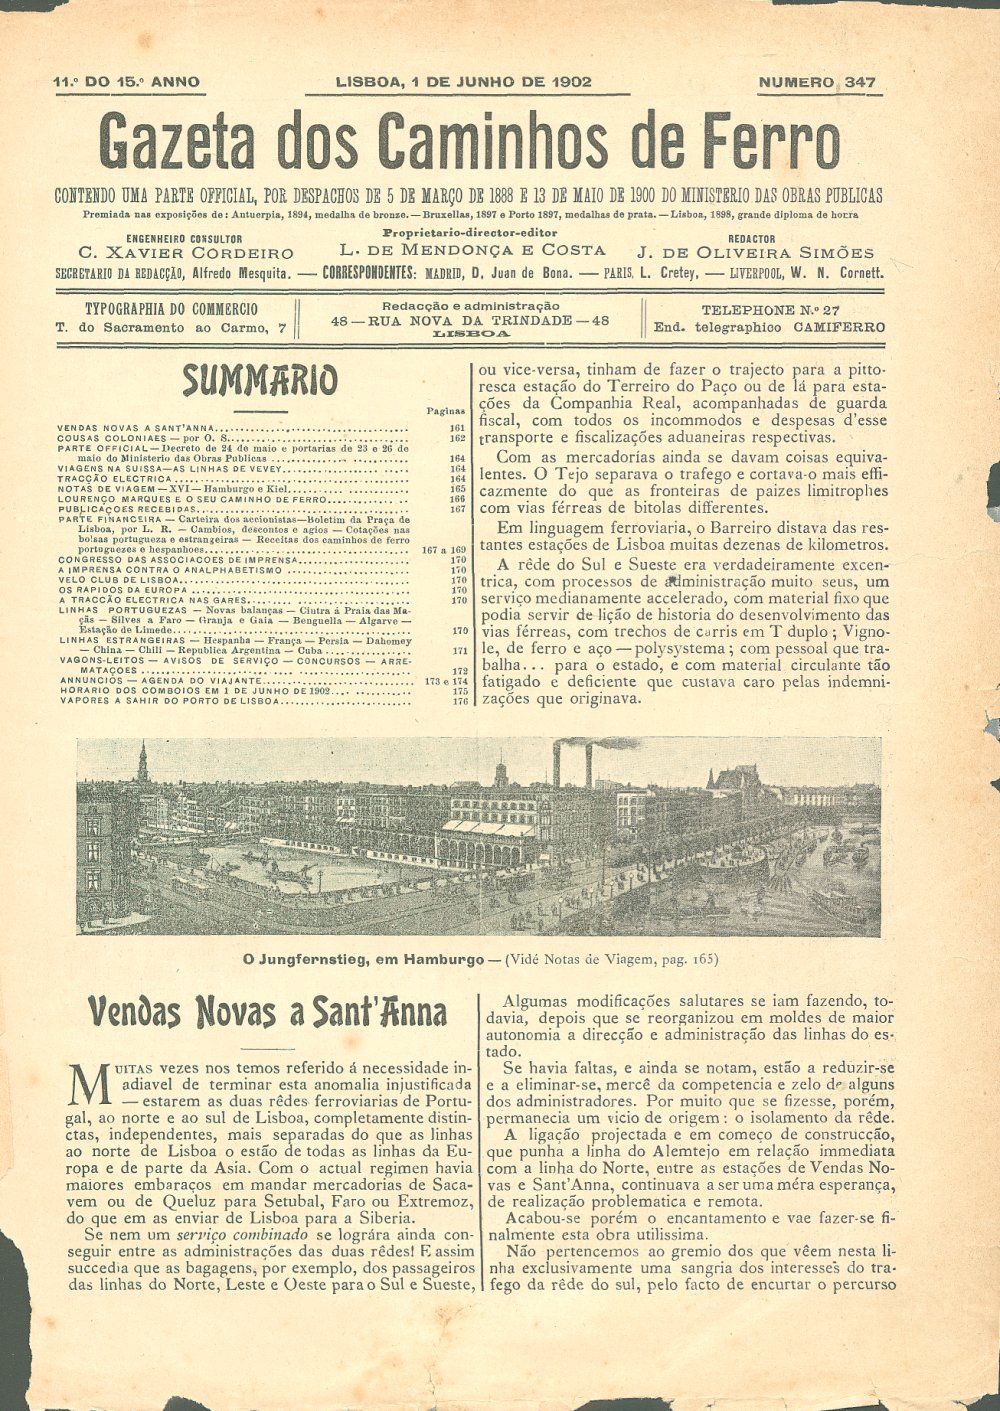 11.º DO 15.º ANNO
LISBOA, 1 DE JUNHO DE 1902
NUMERO 347
Gazeta dos Caminhos de Ferro
CONTENDO UMA PARTE OFFICIAL, POR DESPACHOS DE 5 DE MARÇO DE 1888 E 13 DE MAIO DE 1900 DO MINISTERIO DAS OBRAS PUBLICAS
Premiada nas exposições de: Antuerpia, 1894, medalha de bronze. — Bruxellas, 1897 e Porto 1897, medalhas de prata. — Lisboa, 1898, grande diploma de honra
ENGENHEIRO CONSULTOR
C. XAVIER CORDEIRO
Proprietario-director-editor
L. DE MENDONÇA E COSTA
REDACTOR
J. DE OLIVEIRA SIMÕES
SECRETARIO DA REDACÇÃO, Alfredo Mesquita. — CORRESPONDENTES: MADRID, D. Juan de Bona. — PARIS, L. Cretey, — LIVERPOOL, W. N. Cornett.
TYPOGRAPHIA DO COMMERCIO
T. do Sacramento ao Carmo, 7
Redacção e administração
48 — RUA NOVA DA TRINDADE — 48
LISBOA
TELEPHONE N.º 27
End. telegraphico CAMIFERRO
SUMMARIO
Paginas
VENDAS NOVAS A SANT'ANNA 161
COUSAS COLONIAES — por O. S. 162
PARTE OFFICIAL — Decreto de 24 de maio e portarias de 23 e 26 de
maio do Ministerio das Obras Publicas 164
VIAGENS NA SUISSA — AS LINHAS DE VEVEY 164
TRACÇÃO ELECTRICA 164
NOTAS DE VIAGEM — XVI — Hamburgo e Kiel 165
LOURENÇO MARQUES E O SEU CAMINHO DE FERRO 166
PUBLICAÇÕES RECEBIDAS 167
PARTE FINANCEIRA — Carteira dos accionistas — Boletim da Praça de
Lisboa, por L. R. — Cambios, descontos e agios — Cotações nas
bolsas portugueza e estrangeiras — Receitas dos caminhos de ferro
portuguezes e hespanhoes 167 a 169
CONGRESSO DAS ASSOCIACOES DE IMPRENSA 170
A IMPRENSA CONTRA O ANALPHABETISMO 170
VELO CLUB DE LISBOA 170
OS RAPIDOS DA EUROPA 170
A TRACCÃO ELECTRICA NAS GARES 170
LINHAS PORTUGUEZAS — Novas balanças — Cintra á Praia das Ma-
çãs — Silves a Faro — Granja e Gaia — Benguella — Algarve —
Estação de Limede 170
LINHAS ESTRANGEIRAS — Hespanha — França — Persia — Dahomey
— China — Chili — Republica Argentina — Cuba 171
VAGONS-LEITOS — AVISOS DE SERVIÇO — CONCURSOS — ARRE-
MATAÇOES 172
ANNUNCIOS — AGENDA DO VIAJANTE 173 e 174
HORARIO DOS COMBOIOS EM 1 DE JUNHO DE 1902 175
VAPORES A SAHIR DO PORTO DE LISBOA 176
ou vice-versa, tinham de fazer o trajecto para a pitto-
resca estação do Terreiro do Paço ou de lá para esta-
ções da Companhia Real, acompanhadas de guarda
fiscal, com todos os incommodos e despesas d'esse
transporte e fiscalizações aduaneiras respectivas.
Com as mercadorias ainda se davam coisas equiva-
lentes. O Tejo separava o trafego e cortava-o mais effi-
cazmente do que as fronteiras de paizes limitrophes
com vias férreas de bitolas differentes.
Em linguagem ferroviaria, o Barreiro distava das res-
tantes estações de Lisboa muitas dezenas de kilometros.
A rêde do Sul e Sueste era verdadeiramente excen-
trica, com processos de administração muito seus, um
serviço medianamente accelerado, com material fixo que
podia servir de lição de historia do desenvolvimento das
vias férreas, com trechos de carris em T duplo; Vigno-
le, de ferro e aço — polysystema; com pessoal que tra-
balha... para o estado, e com material circulante tão
fatigado e deficiente que custava caro pelas indemni-
zações que originava.
O Jungfernstieg, em Hamburgo — (Vidé Notas de Viagem, pag. 165)
Vendas Novas a Sant'Anna
MUITAS vezes nos temos referido á necessidade in-
adiavel de terminar esta anomalia injustificada
— estarem as duas rêdes ferroviarias de Portu-
gal, ao norte e ao sul de Lisboa, completamente distin-
ctas, independentes, mais separadas do que as linhas
ao norte de Lisboa o estão de todas as linhas da Eu-
ropa e de parte da Asia. Com o actual regimen havia
maiores embaraços em mandar mercadorias de Saca-
vem ou de Queluz para Setubal, Faro ou Extremoz,
do que em as enviar de Lisboa para a Siberia.
Se nem um serviço combinado se lográra ainda con-
seguir entre as administrações das duas rêdes! E assim
succedia que as bagagens, por exemplo, dos passageiros
das linhas do Norte, Leste e Oeste para o Sul e Sueste,
Algumas modificações salutares se iam fazendo, to-
davia, depois que se reorganizou em moldes de maior
autonomia a direcção e administração das linhas do es-
tado.
Se havia faltas, e ainda se notam, estão a reduzir-se
e a eliminar-se, mercê da competencia e zelo de alguns
dos administradores. Por muito que se fizesse, porém,
permanecia um vicio de origem: o isolamento da rêde.
A ligação projectada e em começo de construcção,
que punha a linha do Alemtejo em relação immediata
com a linha do Norte, entre as estações de Vendas No-
vas e Sant'Anna, continuava a ser uma méra esperança,
de realização problematica e remota.
Acabou-se porém o encantamento e vae fazer-se fi-
nalmente esta obra utilissima.
Não pertencemos ao gremio dos que vêem nesta li-
nha exclusivamente uma sangria dos interesses do tra-
fego da rêde do sul, pelo facto de encurtar o percurso